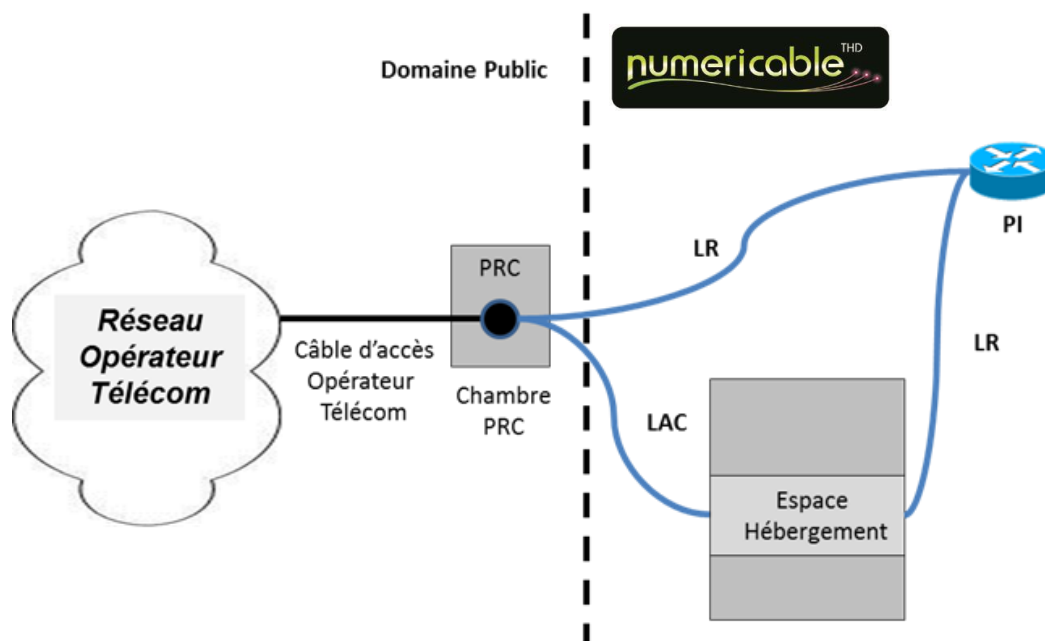 Domaine Public
numericable THD
PI
LR
PRC
Réseau
Opérateur
Télécom
Câble d’accès
Opérateur
Télécom
Chambre
PRC
LR
LAC
Espace
Hébergement